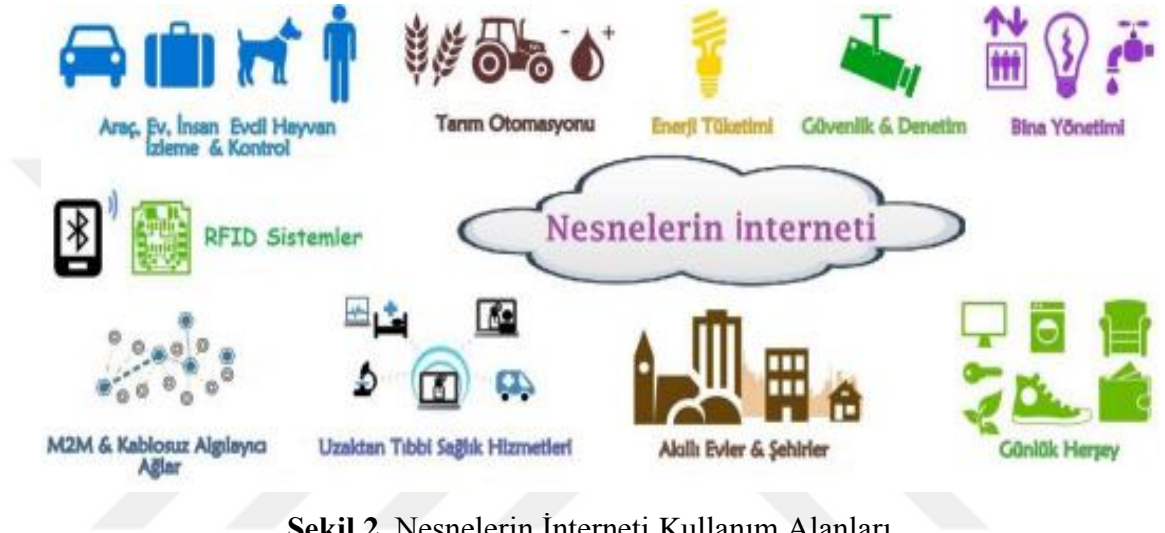 Araç, Ev, İnsan Evcil Hayvan
İzleme & Kontrol
Tarım Otomasyonu
Enerji Tüketimi
Güvenlik & Denetim
Bina Yönetimi
Nesnelerin İnterneti
RFID Sistemler
M2M & Kablosuz Algılayıcı
Ağlar
Uzaktan Tıbbi Sağlık Hizmetleri
Akıllı Evler & Şehirler
Günlük Herşey
Şekil 2. Nesnelerin İnterneti Kullanım Alanları